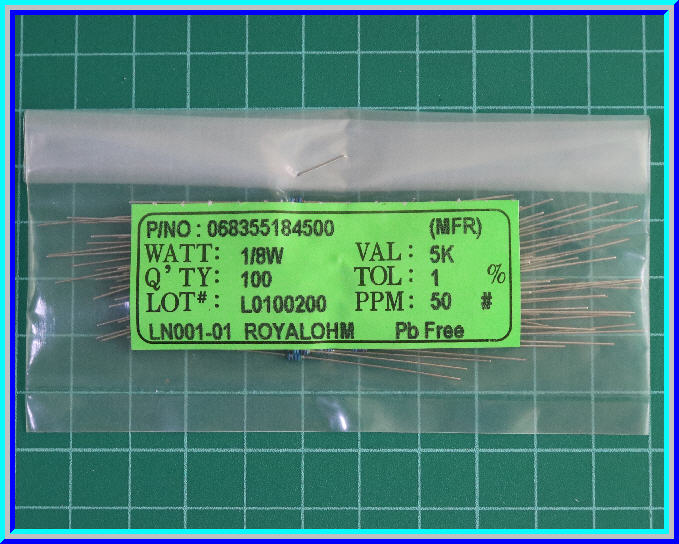 P/NO : 068355184500 (MFR)
WATT: 1/8W VAL: 5K
Q'TY: 100 TOL: 1 %
LOT#: L0100200 PPM: 50 #
LN001-01 ROYALOHM Pb Free